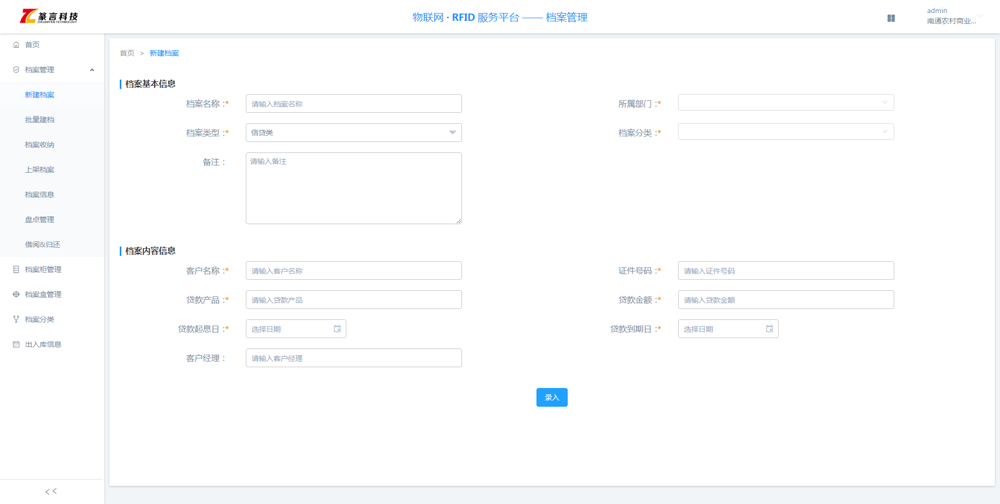 篆言科技
ZHUANYAN TECHNOLOGY
物联网 · RFID 服务平台 —— 档案管理
admin
南通农村商业...
首页
档案管理
新建档案
批量建档
档案收纳
上架档案
档案信息
盘点管理
借阅&归还
档案柜管理
档案盒管理
档案分类
出入库信息
<<
首页 > 新建档案
档案基本信息
档案名称 :* 请输入档案名称
所属部门 :*
档案类型 :* 信贷类
档案分类 :*
备注 : 请输入备注
档案内容信息
客户名称 :* 请输入客户名称
证件号码 :* 请输入证件号码
贷款产品 :* 请输入贷款产品
贷款金额 :* 请输入贷款金额
贷款起息日 :* 选择日期
贷款到期日 :* 选择日期
客户经理 : 请输入客户经理
录入